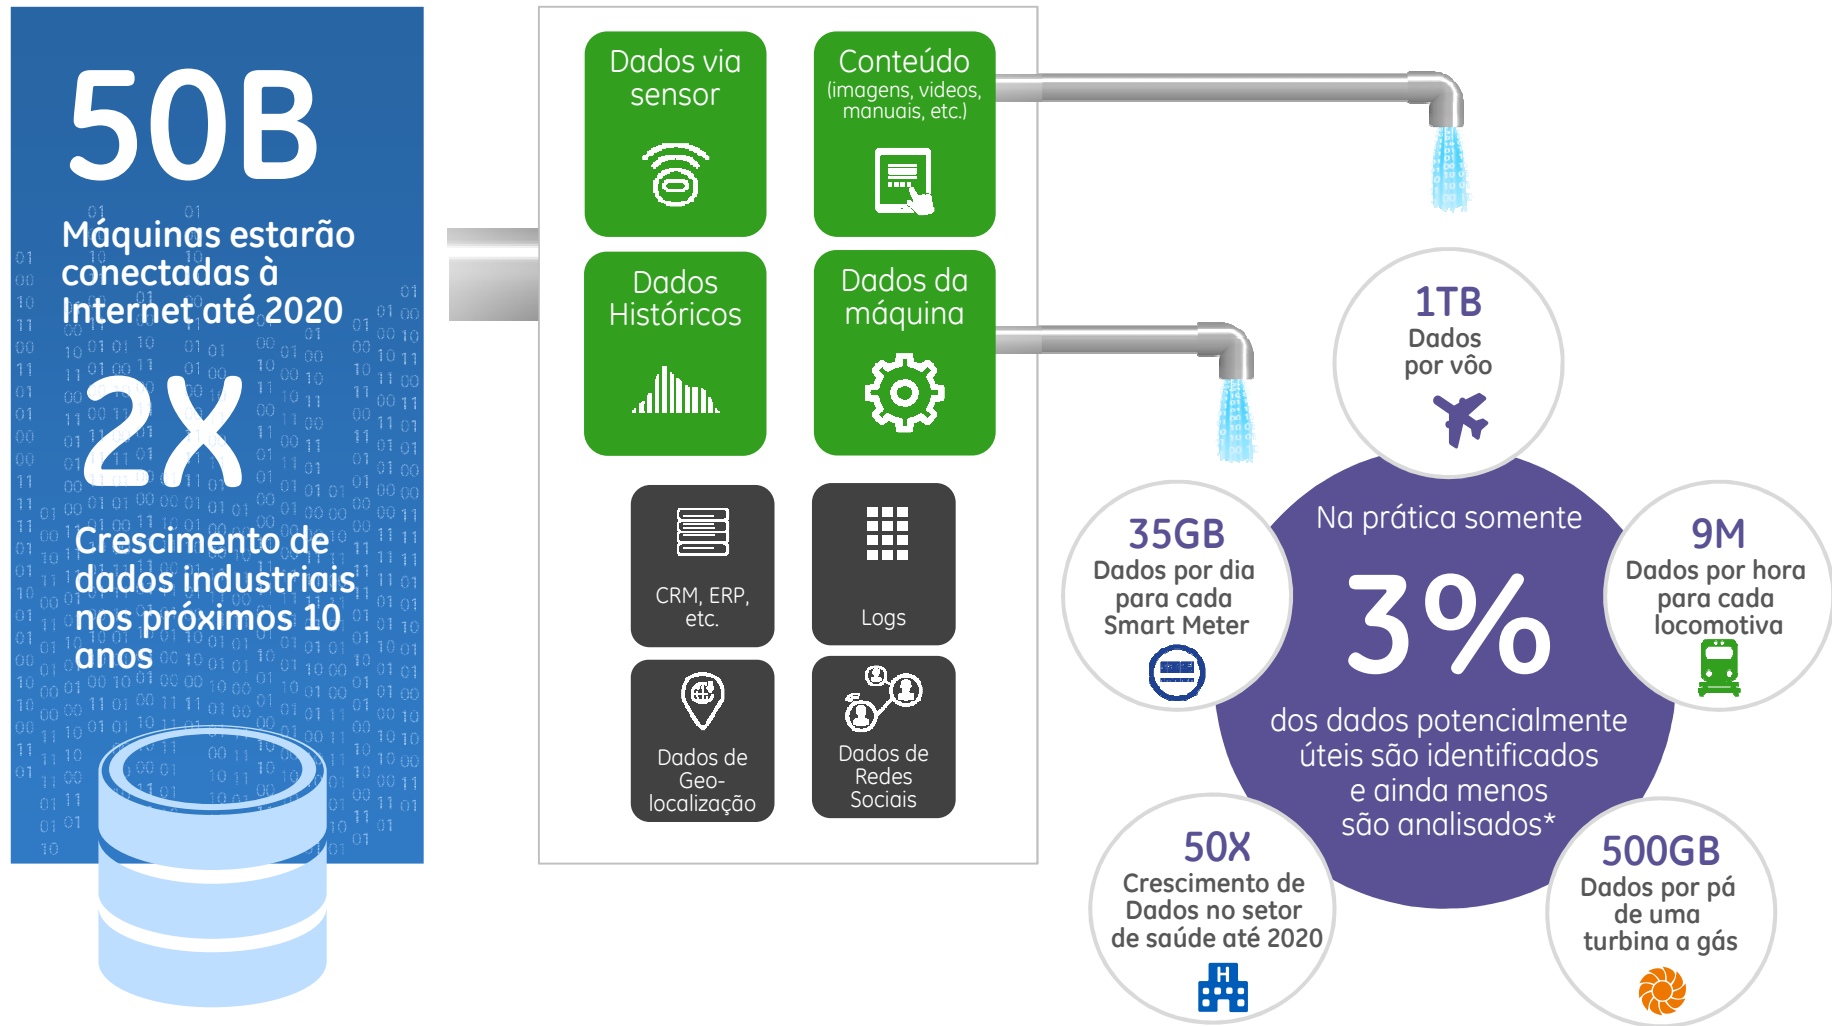 50B
Máquinas estarão
conectadas à
Internet até 2020
2X
Crescimento de
dados industriais
nos próximos 10
anos
Dados via
sensor
Conteúdo
(imagens, videos,
manuais, etc.)
Dados
Históricos
Dados da
máquina
CRM, ERP,
etc.
Logs
Dados de
Geo-
localização
Dados de
Redes
Sociais
1TB
Dados
por vôo
35GB
Dados por dia
para cada
Smart Meter
Na prática somente
3%
dos dados potencialmente
úteis são identificados
e ainda menos
são analisados*
9M
Dados por hora
para cada
locomotiva
50X
Crescimento de
Dados no setor
de saúde até 2020
H
500GB
Dados por pá
de uma
turbina a gás